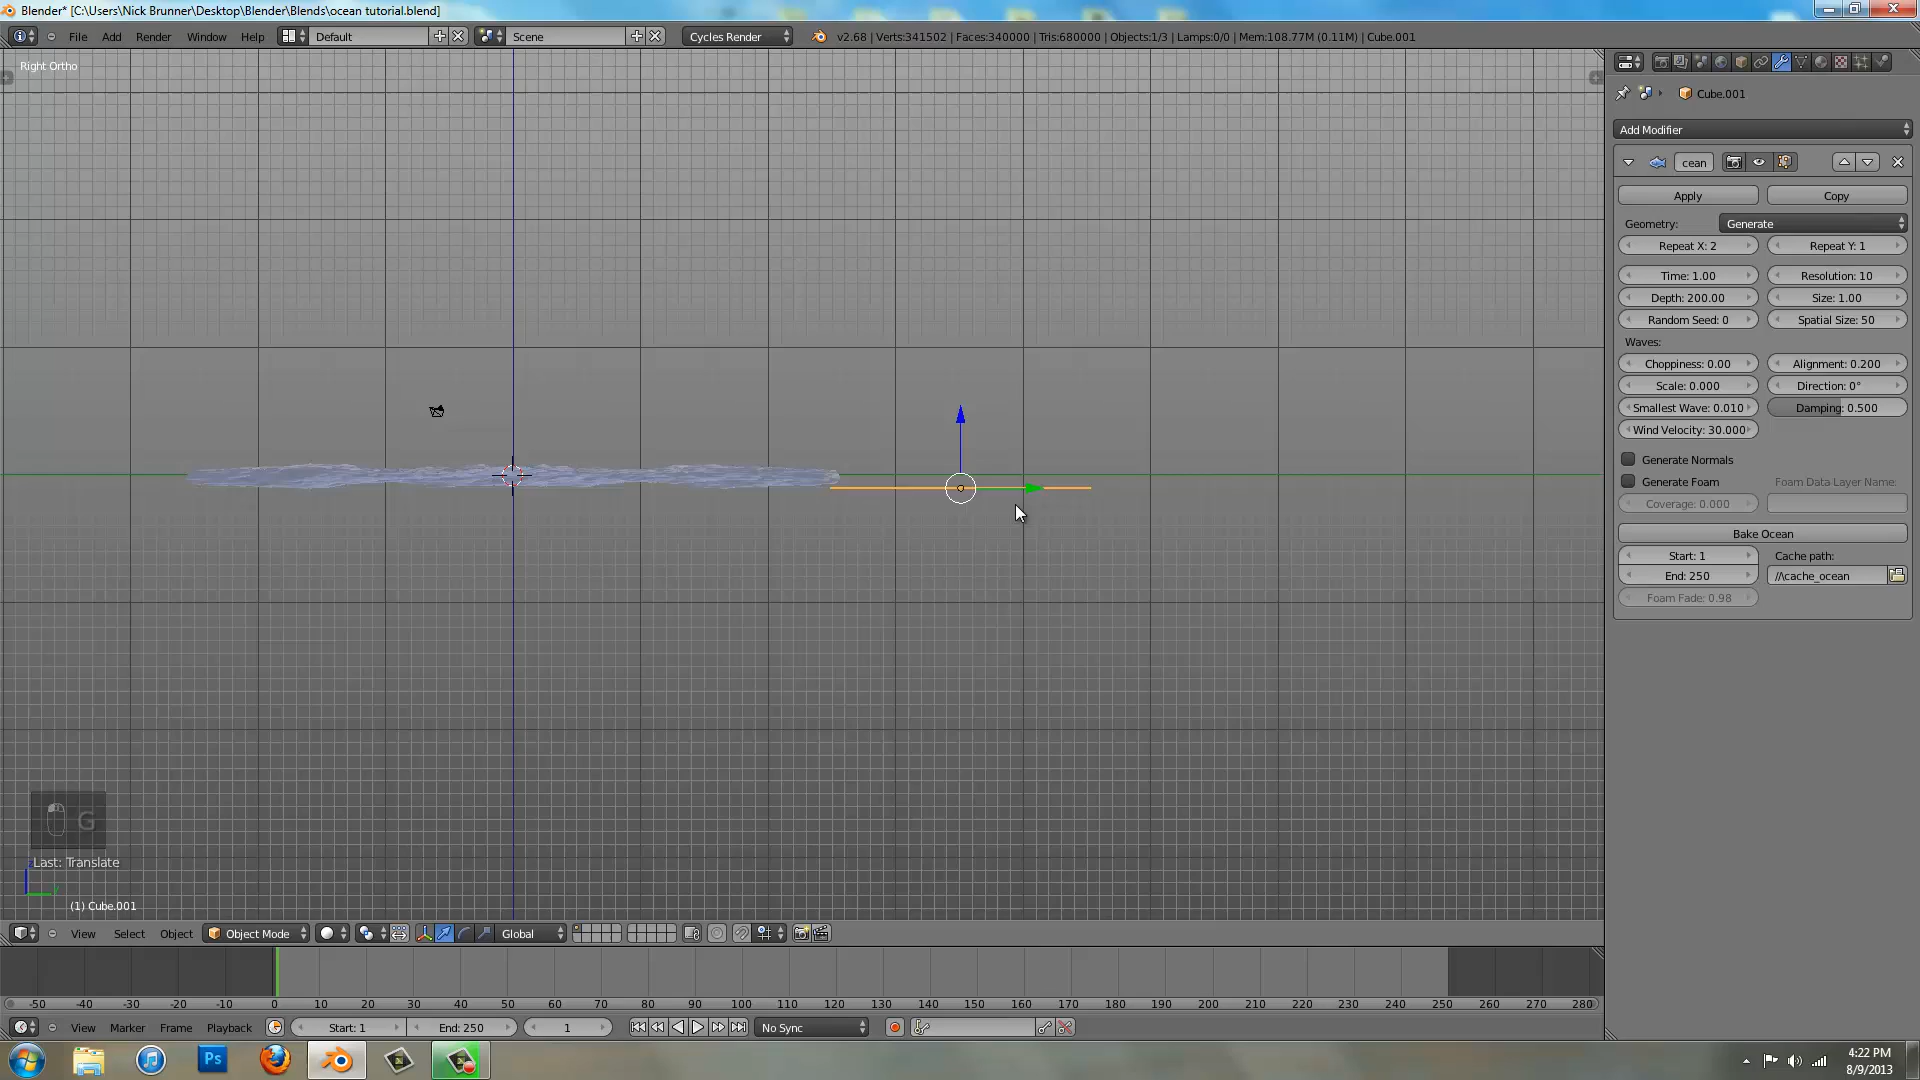 Blender* [C:\Users\Nick Brunner\Desktop\Blender\Blends\ocean tutorial.blend]
File Add Render Window Help Default Scene Cycles Render v2.68 | Verts:341502 | Faces:340000 | Tris:680000 | Objects:1/3 | Lamps:0/0 | Mem:108.77M (0.11M) | Cube.001
Right Ortho
Cube.001
Add Modifier
cean
Apply Copy
Geometry: Generate
Repeat X: 2 Repeat Y: 1
Time: 1.00 Resolution: 10
Depth: 200.00 Size: 1.00
Random Seed: 0 Spatial Size: 50
Waves:
Choppiness: 0.00 Alignment: 0.200
Scale: 0.000 Direction: 0°
Smallest Wave: 0.010 Damping: 0.500
Wind Velocity: 30.000
Generate Normals
Generate Foam Foam Data Layer Name:
Coverage: 0.000
Bake Ocean
Start: 1 Cache path:
End: 250 //\cache_ocean
Foam Fade: 0.98
G
Last: Translate
(1) Cube.001
View Select Object Object Mode Global
-50 -40 -30 -20 -10 0 10 20 30 40 50 60 70 80 90 100 110 120 130 140 150 160 170 180 190 200 210 220 230 240 250 260 270 280
View Marker Frame Playback Start: 1 End: 250 1 No Sync
Ps
4:22 PM
8/9/2013